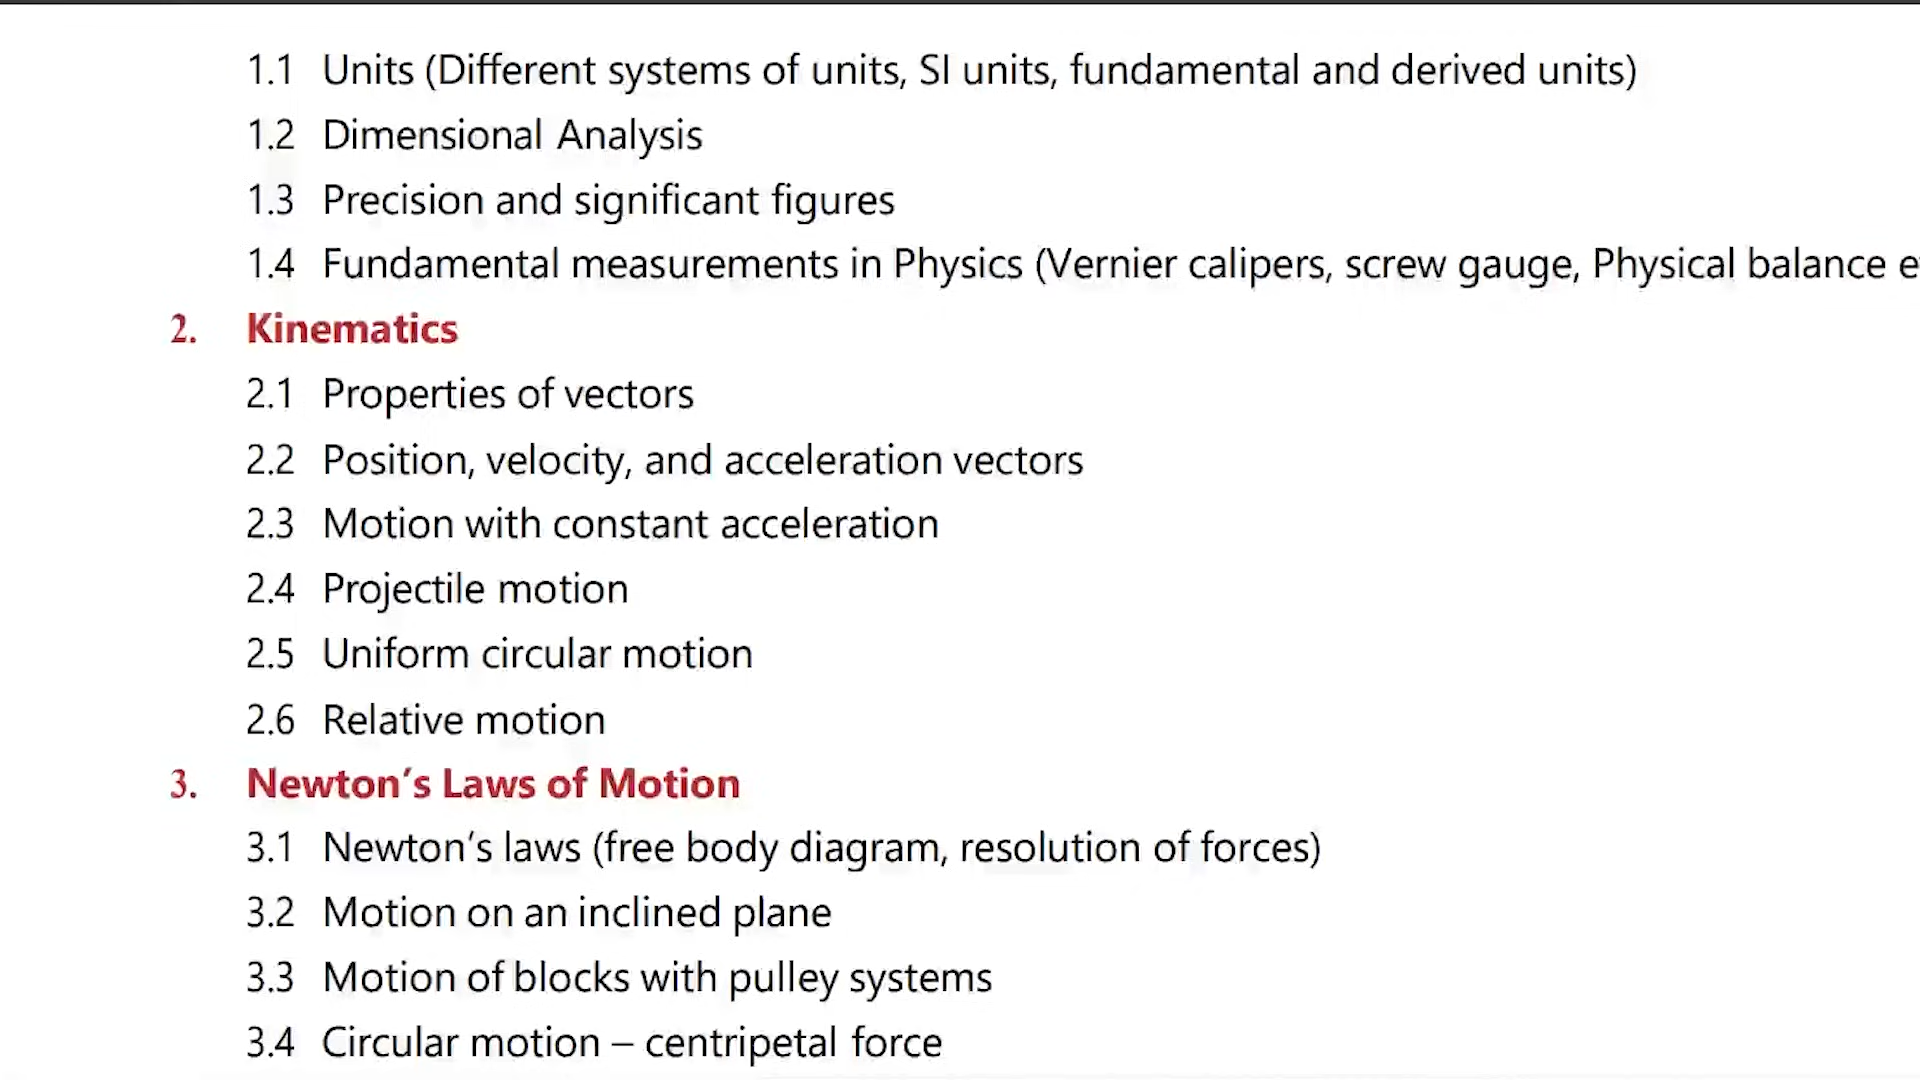 1.1 Units (Different systems of units, SI units, fundamental and derived units)
1.2 Dimensional Analysis
1.3 Precision and significant figures
1.4 Fundamental measurements in Physics (Vernier calipers, screw gauge, Physical balance
2. Kinematics
2.1 Properties of vectors
2.2 Position, velocity, and acceleration vectors
2.3 Motion with constant acceleration
2.4 Projectile motion
2.5 Uniform circular motion
2.6 Relative motion
3. Newton’s Laws of Motion
3.1 Newton’s laws (free body diagram, resolution of forces)
3.2 Motion on an inclined plane
3.3 Motion of blocks with pulley systems
3.4 Circular motion – centripetal force